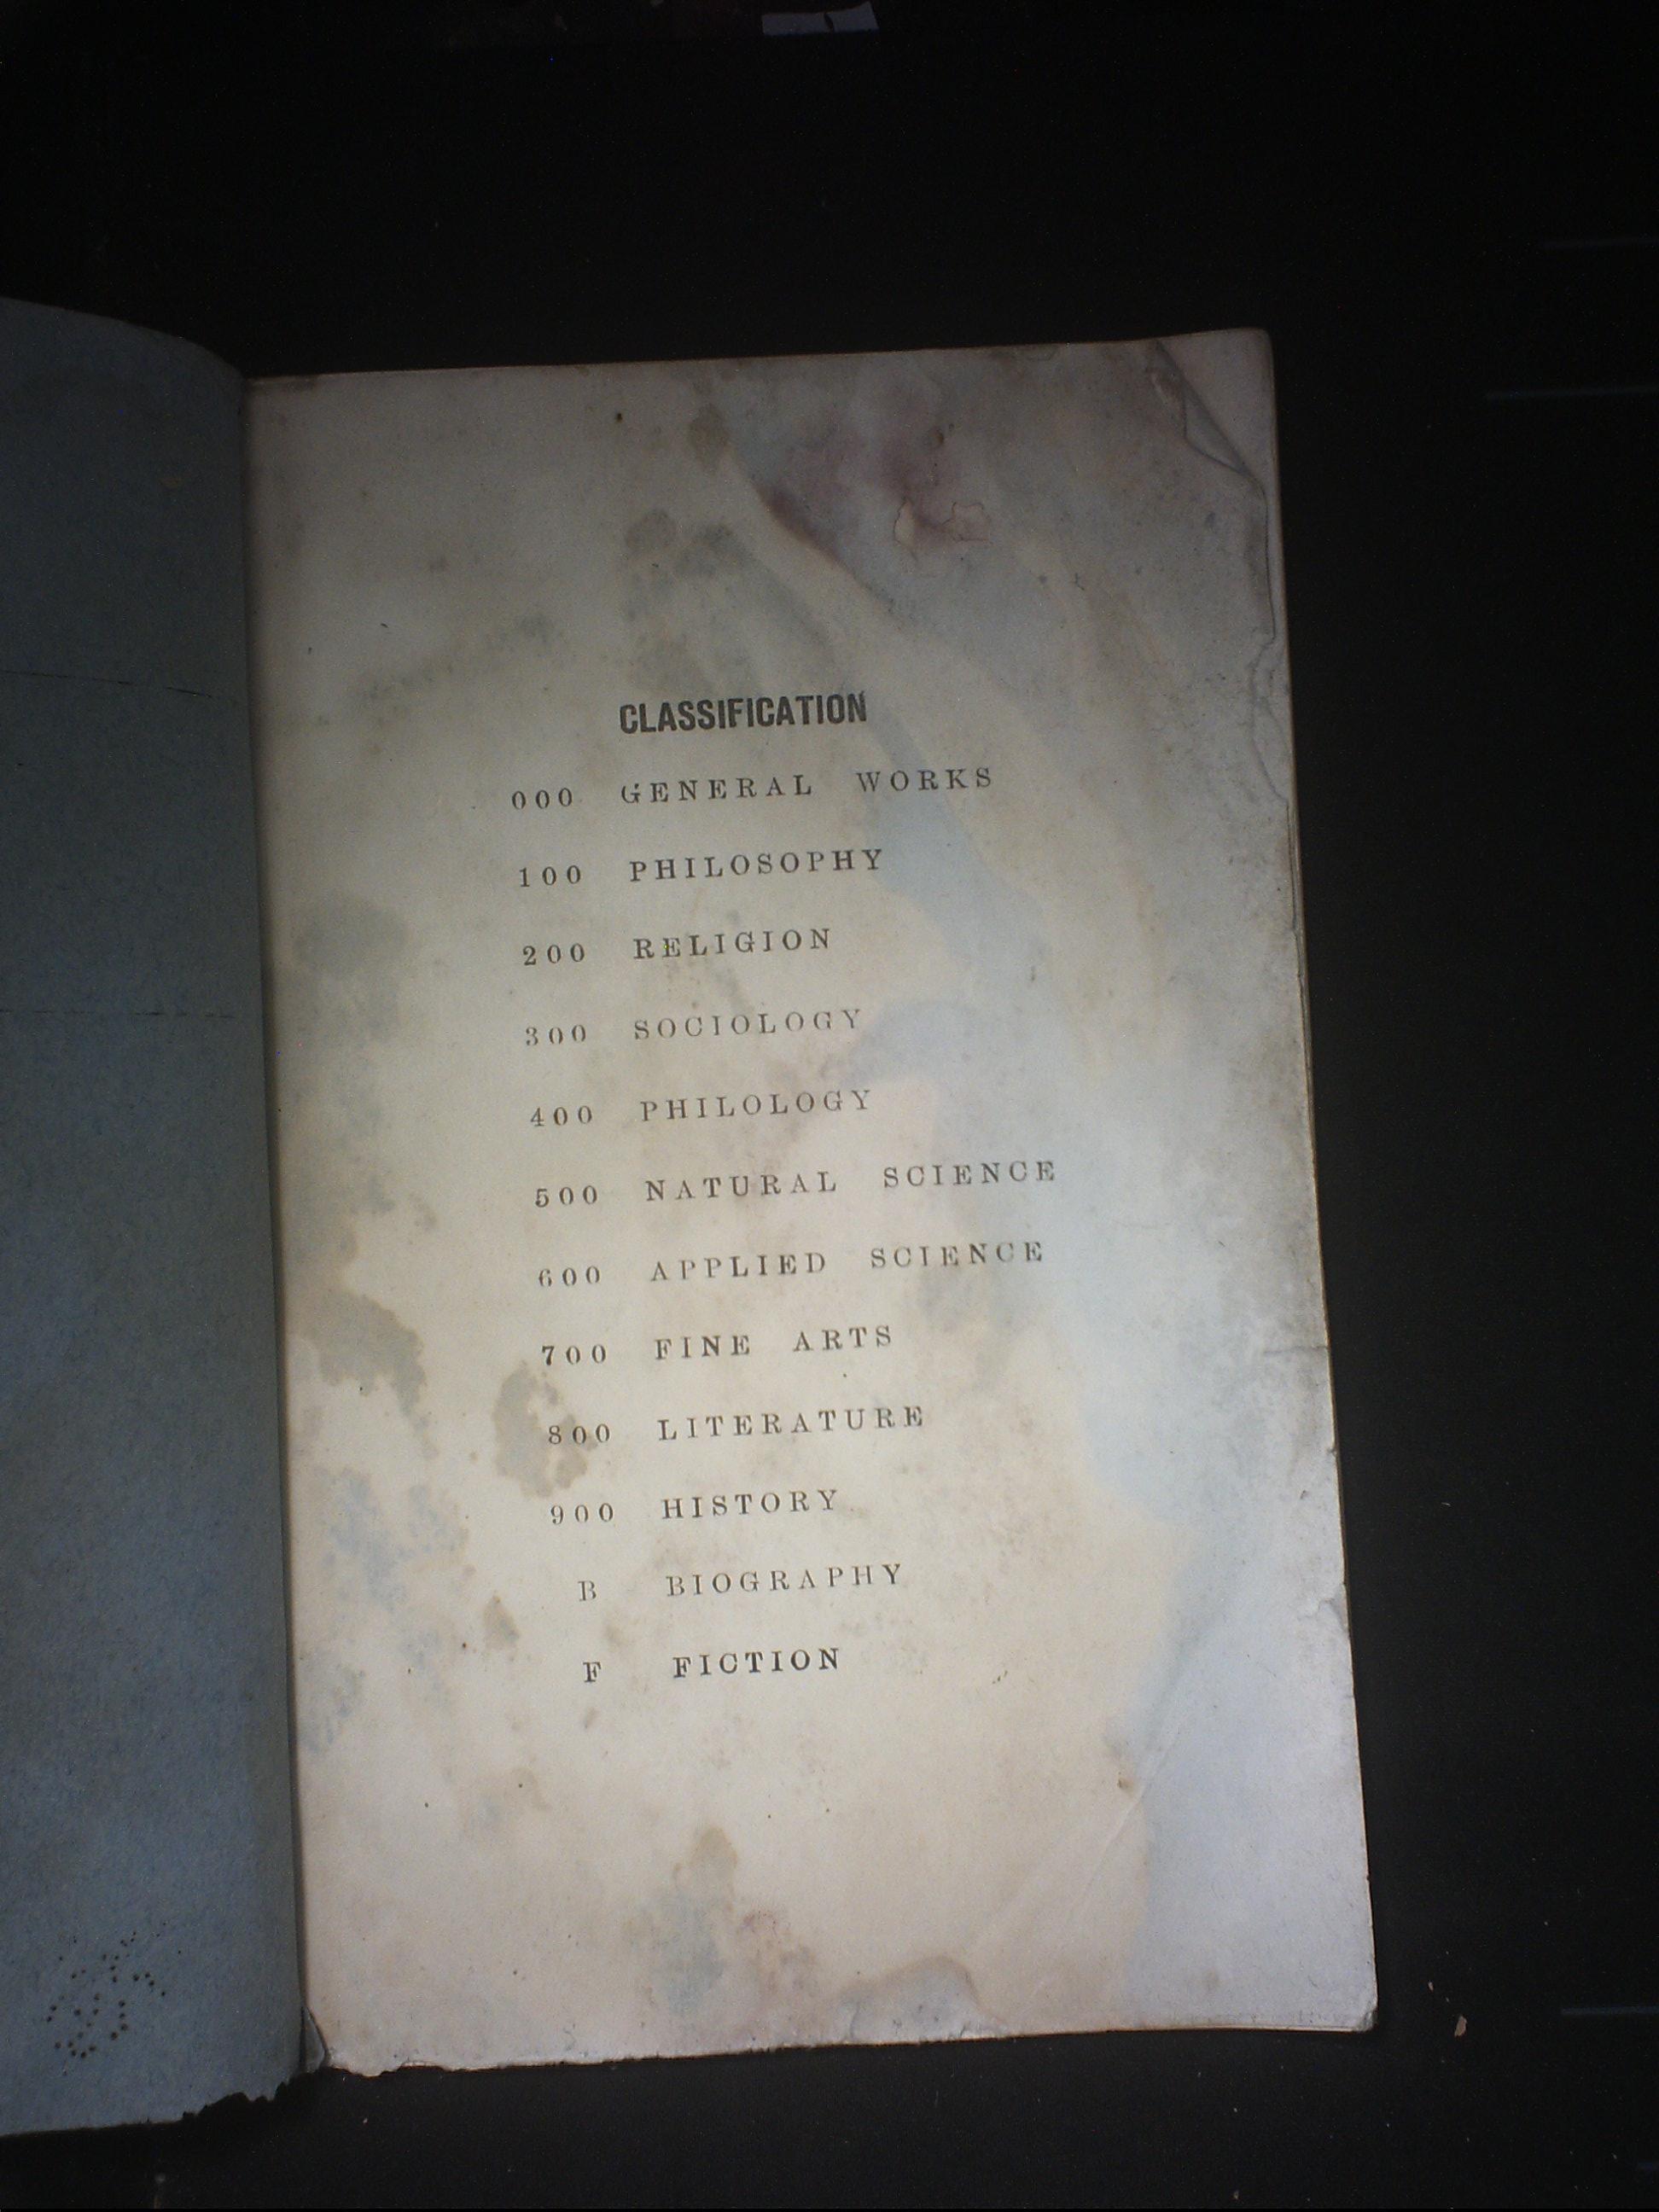 CLASSIFICATION
000 GENERAL WORKS
100 PHILOSOPHY
200 RELIGION
300 SOCIOLOGY
400 PHILOLOGY
500 NATURAL SCIENCE
600 APPLIED SCIENCE
700 FINE ARTS
800 LITERATURE
900 HISTORY
B BIOGRAPHY
F FICTION